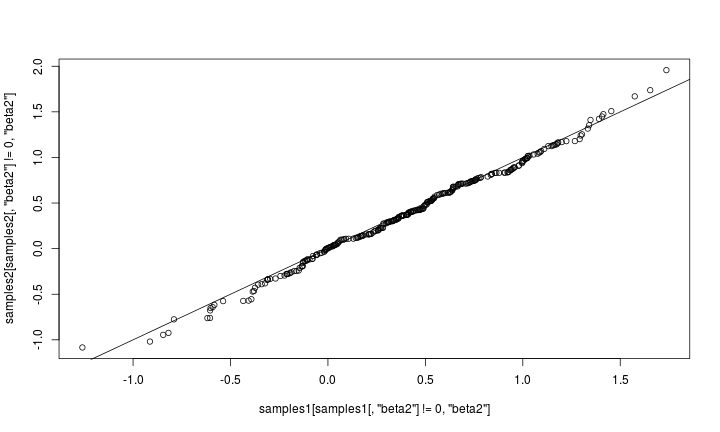 2.0
1.5
1.0
0.5
0.0
-0.5
-1.0
samples2[samples2[, "beta2"] != 0, "beta2"]
-1.0 -0.5 0.0 0.5 1.0 1.5
samples1[samples1[, "beta2"] != 0, "beta2"]